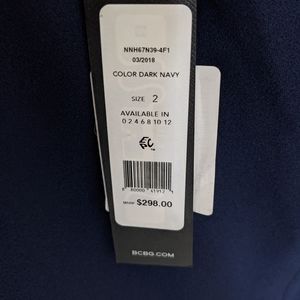 NNH67N39-4F1
03/2018
COLOR DARK NAVY
SIZE 2
AVAILABLE IN
0 2 4 6 8 10 12
MSRP $298.00
BCBG.COM